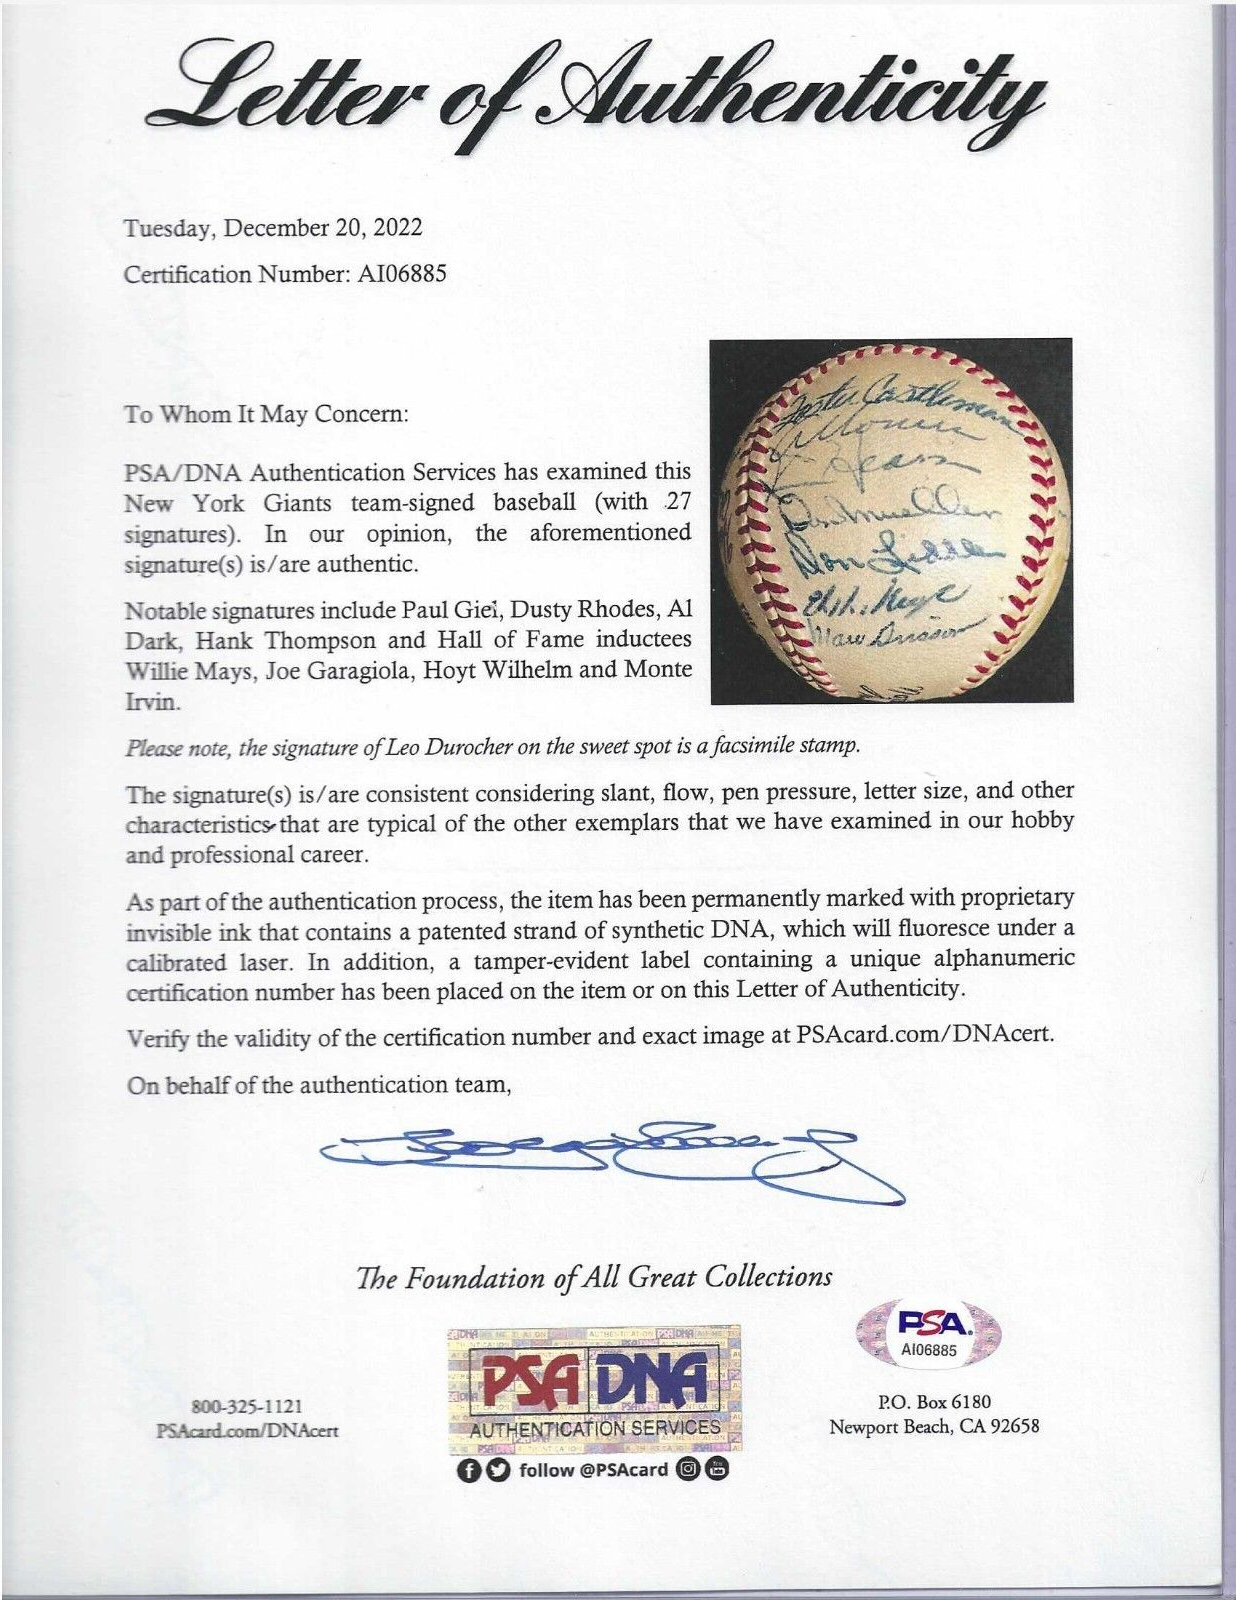 Letter of Authenticity
Tuesday, December 20, 2022
Certification Number: AI06885
To Whom It May Concern:
PSA/DNA Authentication Services has examined this
New York Giants team-signed baseball (with 27
signatures). In our opinion, the aforementioned
signature(s) is/are authentic.
Notable signatures include Paul Giel, Dusty Rhodes, Al
Dark, Hank Thompson and Hall of Fame inductees
Willie Mays, Joe Garagiola, Hoyt Wilhelm and Monte
Irvin.
Foster Castleman
J Hearn
Don Mueller
Don Liddle
Please note, the signature of Leo Durocher on the sweet spot is a facsimile stamp.
The signature(s) is/are consistent considering slant, flow, pen pressure, letter size, and other
characteristics that are typical of the other exemplars that we have examined in our hobby
and professional career.
As part of the authentication process, the item has been permanently marked with proprietary
invisible ink that contains a patented strand of synthetic DNA, which will fluoresce under a
calibrated laser. In addition, a tamper-evident label containing a unique alphanumeric
certification number has been placed on the item or on this Letter of Authenticity.
Verify the validity of the certification number and exact image at PSAcard.com/DNAcert.
On behalf of the authentication team,
The Foundation of All Great Collections
800-325-1121
PSAcard.com/DNAcert
PSA DNA
AUTHENTICATION SERVICES
follow @PSAcard
PSA
AI06885
P.O. Box 6180
Newport Beach, CA 92658